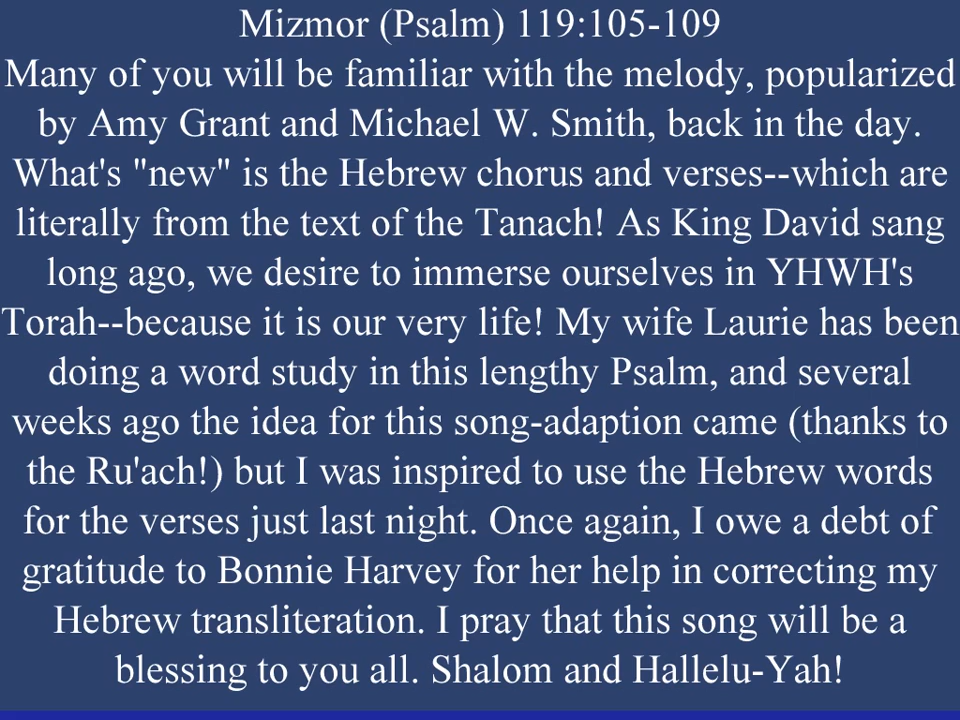 Mizmor (Psalm) 119:105-109
Many of you will be familiar with the melody, popularized
by Amy Grant and Michael W. Smith, back in the day.
What's "new" is the Hebrew chorus and verses--which are
literally from the text of the Tanach! As King David sang
long ago, we desire to immerse ourselves in YHWH's
Torah--because it is our very life! My wife Laurie has been
doing a word study in this lengthy Psalm, and several
weeks ago the idea for this song-adaption came (thanks to
the Ru'ach!) but I was inspired to use the Hebrew words
for the verses just last night. Once again, I owe a debt of
gratitude to Bonnie Harvey for her help in correcting my
Hebrew transliteration. I pray that this song will be a
blessing to you all. Shalom and Hallelu-Yah!